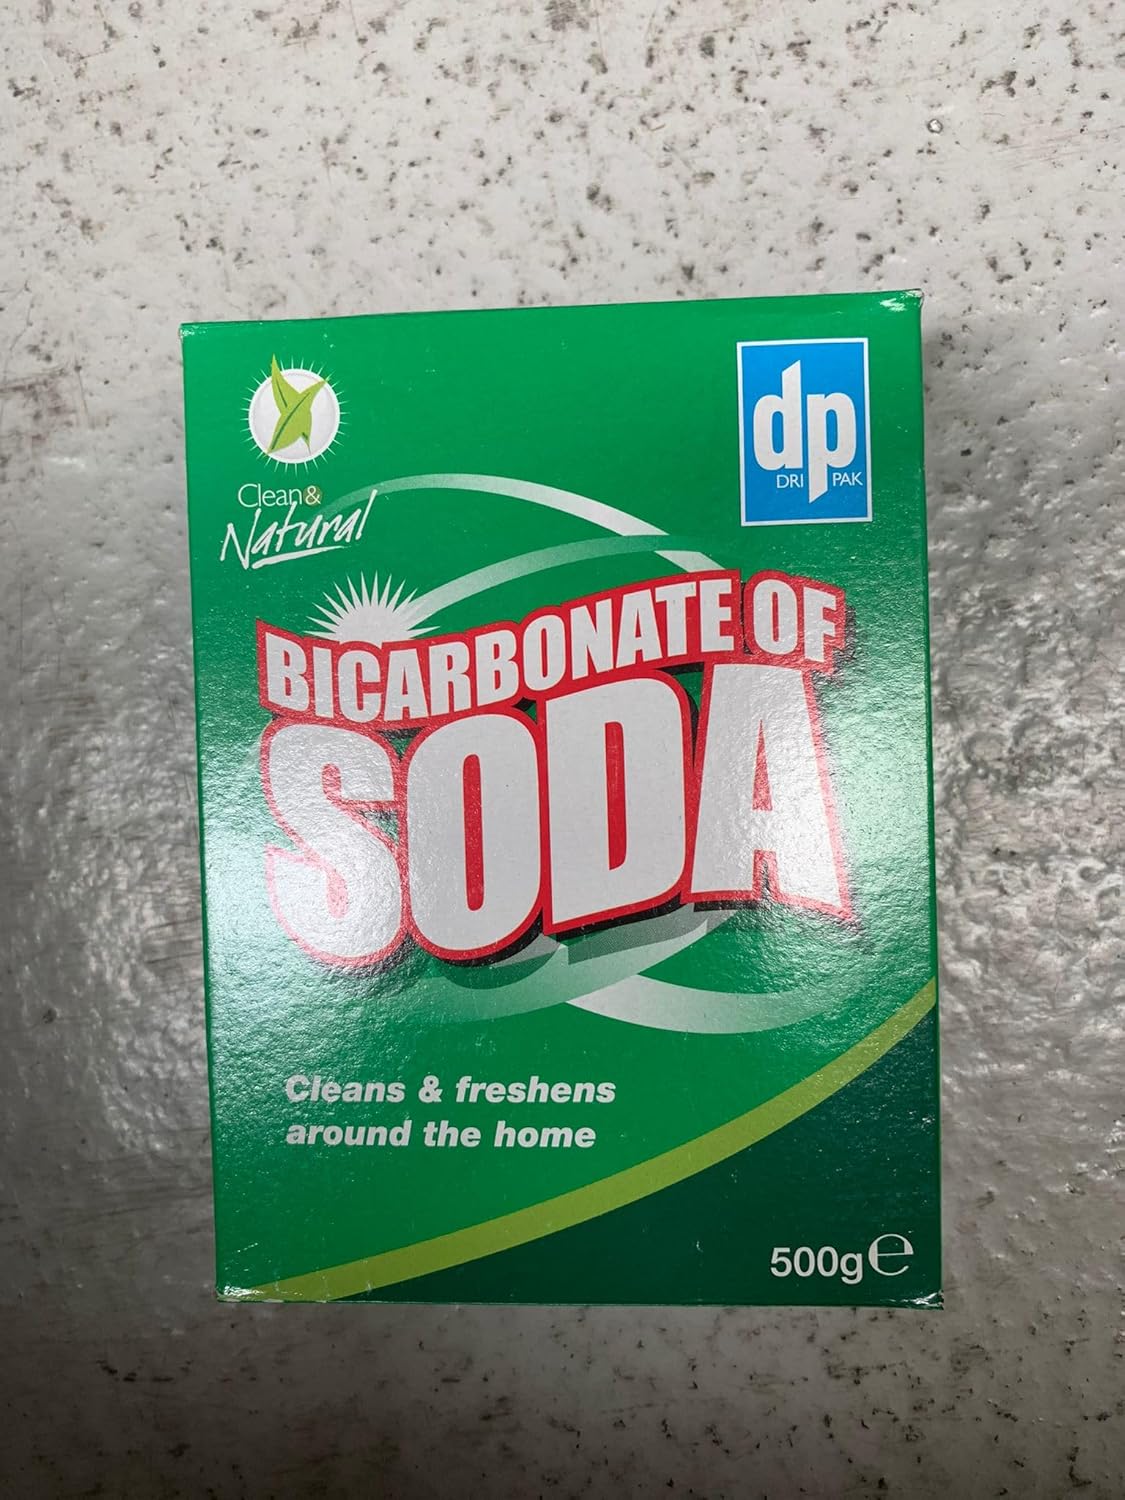 Clean &
Natural
dp
DRI PAK
BICARBONATE OF
SODA
Cleans & freshens
around the home
500g℮